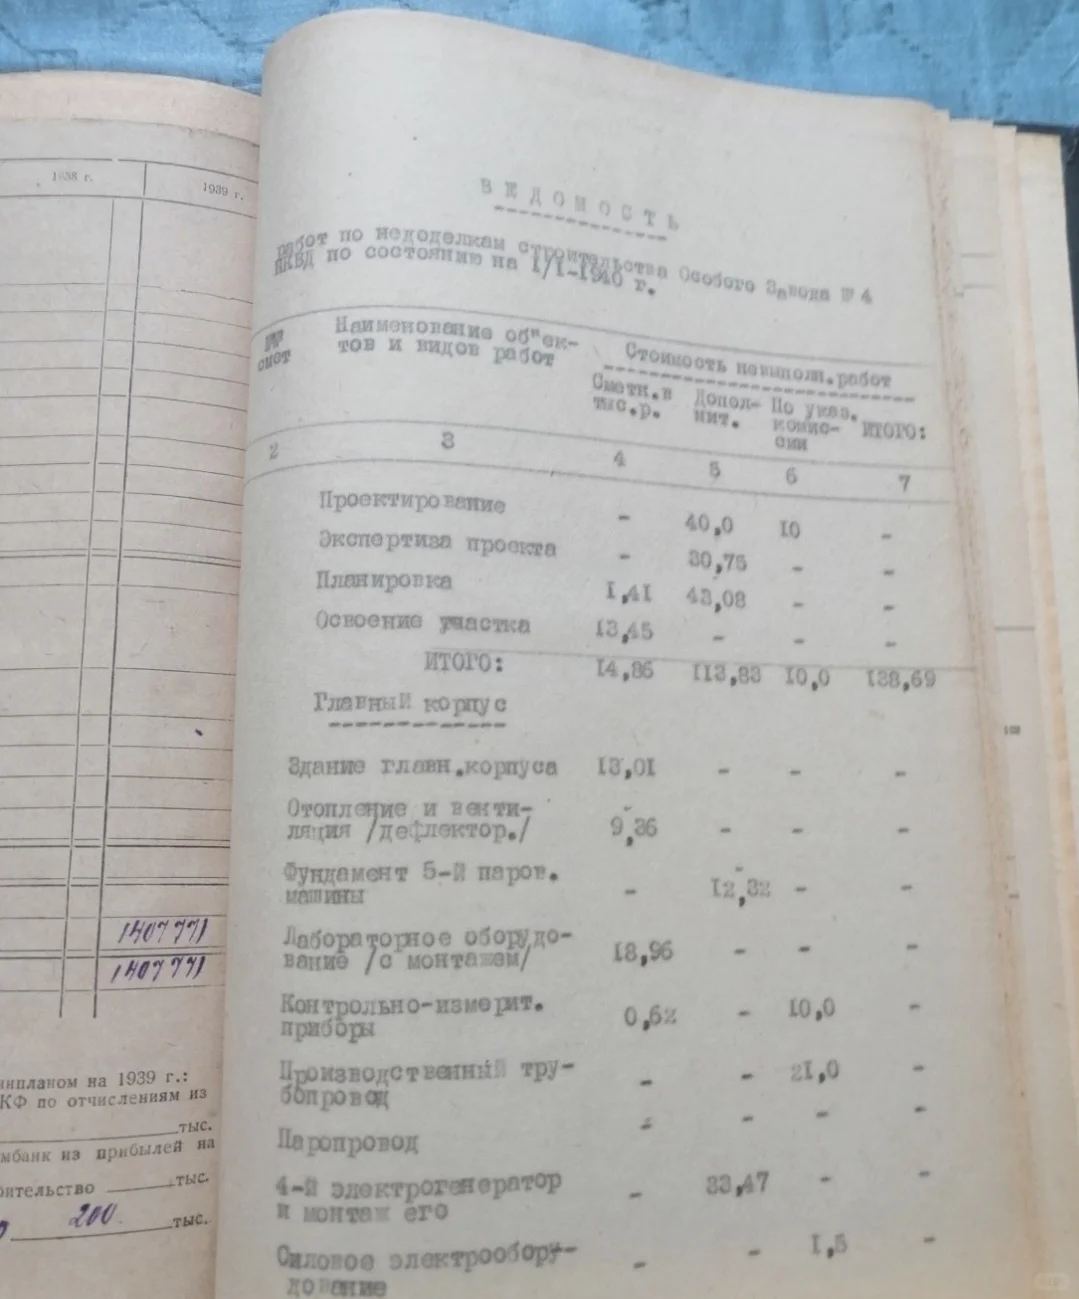 1938 г.
1939 г.
1407771
1407771
инпланом на 1939 г.:
КФ по отчислениям из
тыс.
мбанк из прибылей на
оительство тыс.
200 тыс.
ВЕДОМОСТЬ
работ по недоделкам строительства Особого Завода № 4
НКВД по состоянию на 1/I-1940 г.
№№ смет
Наименование об"ек-
тов и видов работ
Стоимость невыполн.работ
Сметн.в тыс.р.
Допол-нит.
По указ. комис-сии
ИТОГО:
2 3 4 5 6 7
Проектирование - 40,0 10 -
Экспертиза проекта - 30,75 - -
Планировка 1,41 43,08 - -
Освоение участка 13,45 - - -
ИТОГО: 14,86 113,83 10,0 138,69
Главный корпус
Здание главн.корпуса 13,01 - - -
Отопление и венти-
ляция /дефлектор./ 9,36 - - -
Фундамент 5-й паров.
машины - 12,32 - -
Лабораторное оборудо-
вание /с монтажем/ 18,96 - - -
Контрольно-измерит.
приборы 0,62 - 10,0 -
Производственный тру-
бопровод - - 21,0 -
Паропровод - - - -
4-й электрогенератор
и монтаж его - 33,47 - -
Силовое электрообору-
дование - - 1,5 -